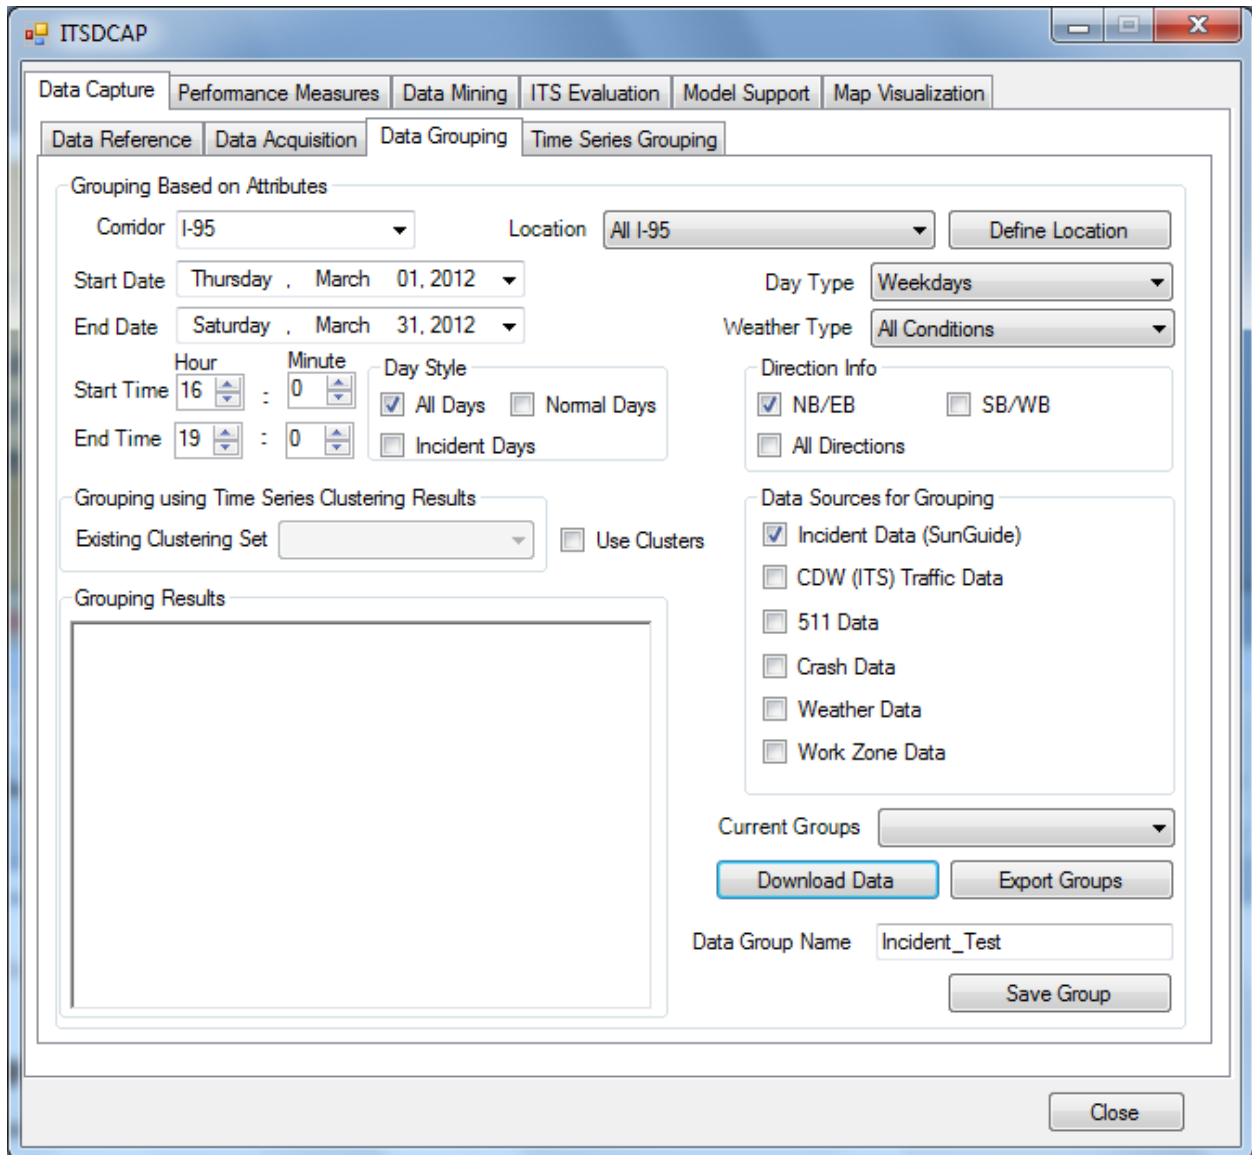 ITSDCAP
Data Capture Performance Measures Data Mining ITS Evaluation Model Support Map Visualization
Data Reference Data Acquisition Data Grouping Time Series Grouping
Grouping Based on Attributes
Corridor I-95 Location All I-95 Define Location
Start Date Thursday , March 01, 2012 Day Type Weekdays
End Date Saturday , March 31, 2012 Weather Type All Conditions
Hour Minute Day Style Direction Info
Start Time 16 : 0 All Days Normal Days NB/EB SB/WB
End Time 19 : 0 Incident Days All Directions
Grouping using Time Series Clustering Results Data Sources for Grouping
Existing Clustering Set Use Clusters Incident Data (SunGuide)
CDW (ITS) Traffic Data
Grouping Results
511 Data
Crash Data
Weather Data
Work Zone Data
Current Groups
Download Data Export Groups
Data Group Name Incident_Test
Save Group
Close